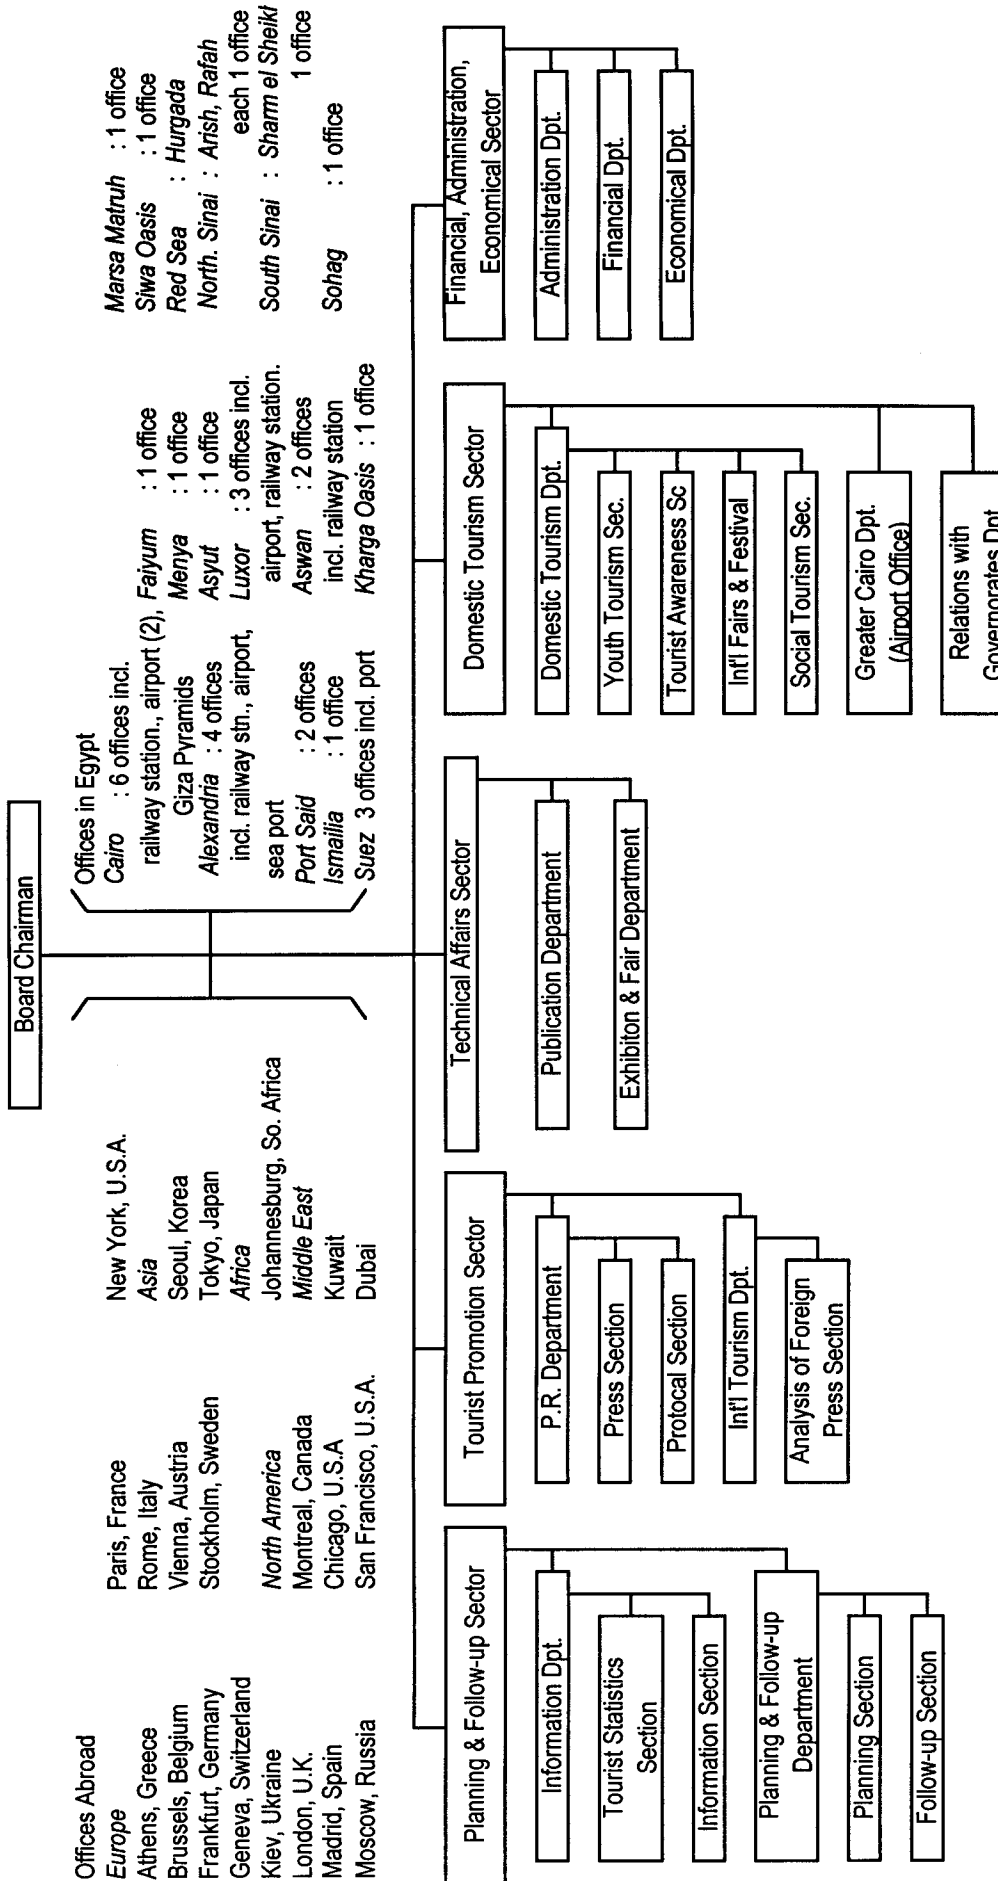 Board Chairman
Offices Abroad
Europe
Athens, Greece
Brussels, Belgium
Frankfurt, Germany
Geneva, Switzerland
Kiev, Ukraine
London, U.K.
Madrid, Spain
Moscow, Russia
Paris, France
Rome, Italy
Vienna, Austria
Stockholm, Sweden
North America
Montreal, Canada
Chicago, U.S.A
San Francisco, U.S.A.
New York, U.S.A.
Asia
Seoul, Korea
Tokyo, Japan
Africa
Johannesburg, So. Africa
Middle East
Kuwait
Dubai
Offices in Egypt
Cairo : 6 offices incl.
railway station., airport (2),
Giza Pyramids
Alexandria : 4 offices
incl. railway stn., airport,
sea port
Port Said : 2 offices
Ismailia : 1 office
Suez 3 offices incl. port
Faiyum : 1 office
Menya : 1 office
Asyut : 1 office
Luxor : 3 offices incl.
airport, railway station.
Aswan : 2 offices
incl. railway station
Kharga Oasis : 1 office
Marsa Matruh : 1 office
Siwa Oasis : 1 office
Red Sea : Hurgada
North. Sinai : Arish, Rafah
each 1 office
South Sinai : Sharm el Sheikl
1 office
Sohag : 1 office
Planning & Follow-up Sector
Information Dpt.
Tourist Statistics
Section
Information Section
Planning & Follow-up
Department
Planning Section
Follow-up Section
Tourist Promotion Sector
P.R. Department
Press Section
Protocal Section
Int'l Tourism Dpt.
Analysis of Foreign
Press Section
Technical Affairs Sector
Publication Department
Exhibiton & Fair Department
Domestic Tourism Sector
Domestic Tourism Dpt.
Youth Tourism Sec.
Tourist Awareness Sc
Int'l Fairs & Festival
Social Tourism Sec.
Greater Cairo Dpt.
(Airport Office)
Relations with
Governorates Dpt
Financial, Administration,
Economical Sector
Administration Dpt.
Financial Dpt.
Economical Dpt.